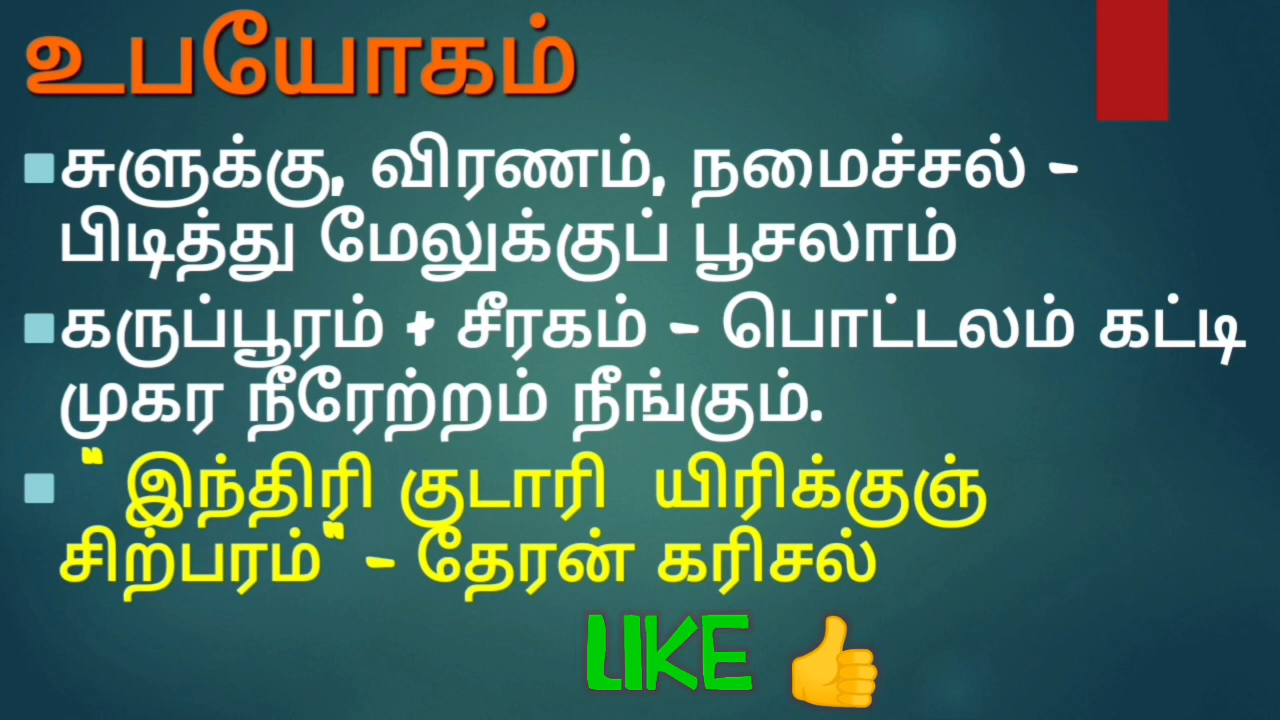 உபயோகம்
சுளுக்கு, விரணம், நமைச்சல் -
பிடித்து மேலுக்குப் பூசலாம்
கருப்பூரம் + சீரகம் - பொட்டலம் கட்டி
முகர நீரேற்றம் நீங்கும்.
" இந்திரி குடாரி யிரிக்குஞ்
சிற்பரம்" - தேரன் கரிசல்
LIKE